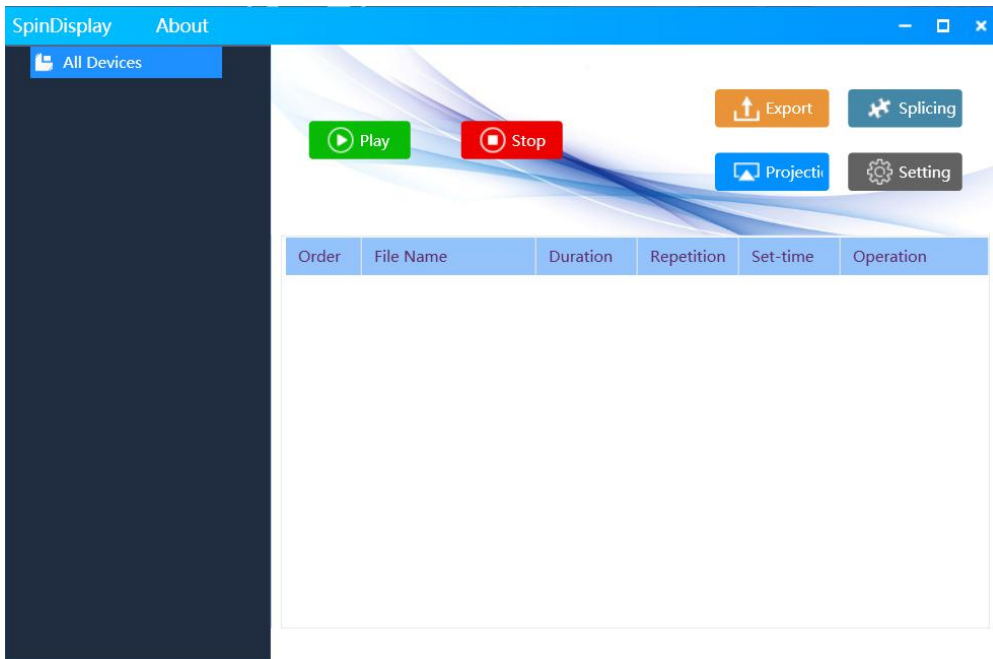 SpinDisplay About
All Devices
Export Splicing
Play Stop
Projecti Setting
Order File Name Duration Repetition Set-time Operation